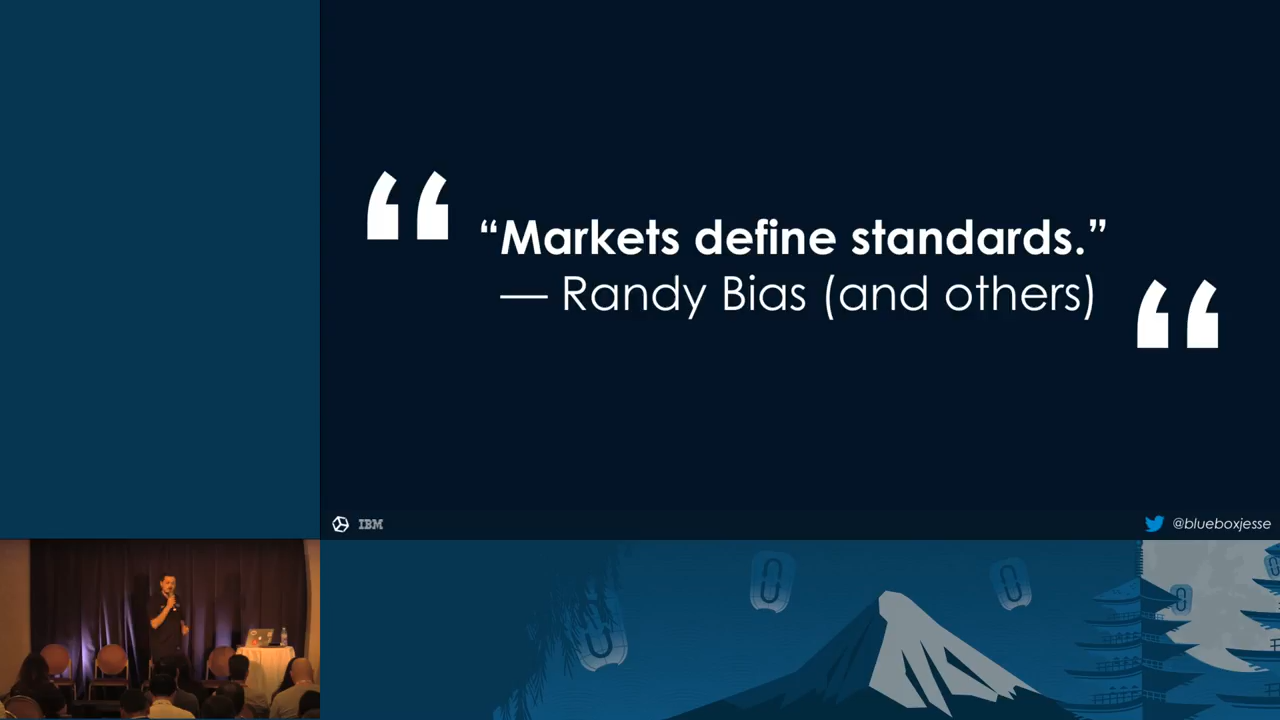 “Markets define standards.”
— Randy Bias (and others)
IBM
@blueboxjesse